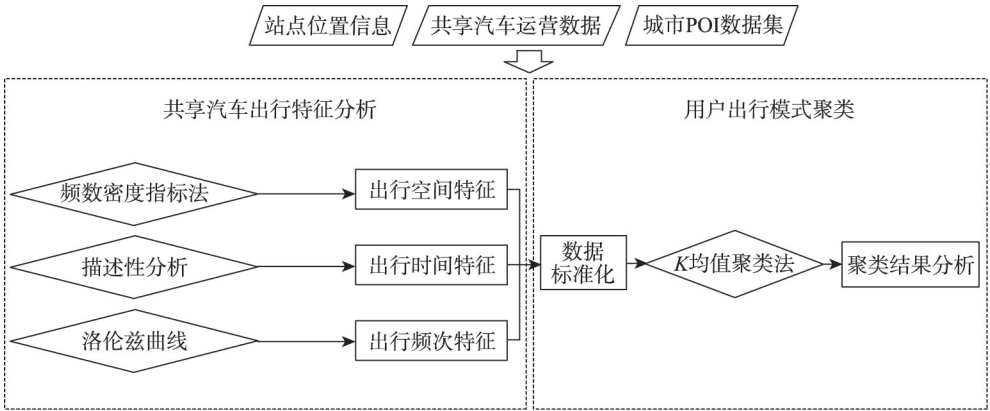 站点位置信息
共享汽车运营数据
城市POI数据集
共享汽车出行特征分析
频数密度指标法
出行空间特征
描述性分析
出行时间特征
洛伦兹曲线
出行频次特征
用户出行模式聚类
数据
标准化
K均值聚类法
聚类结果分析